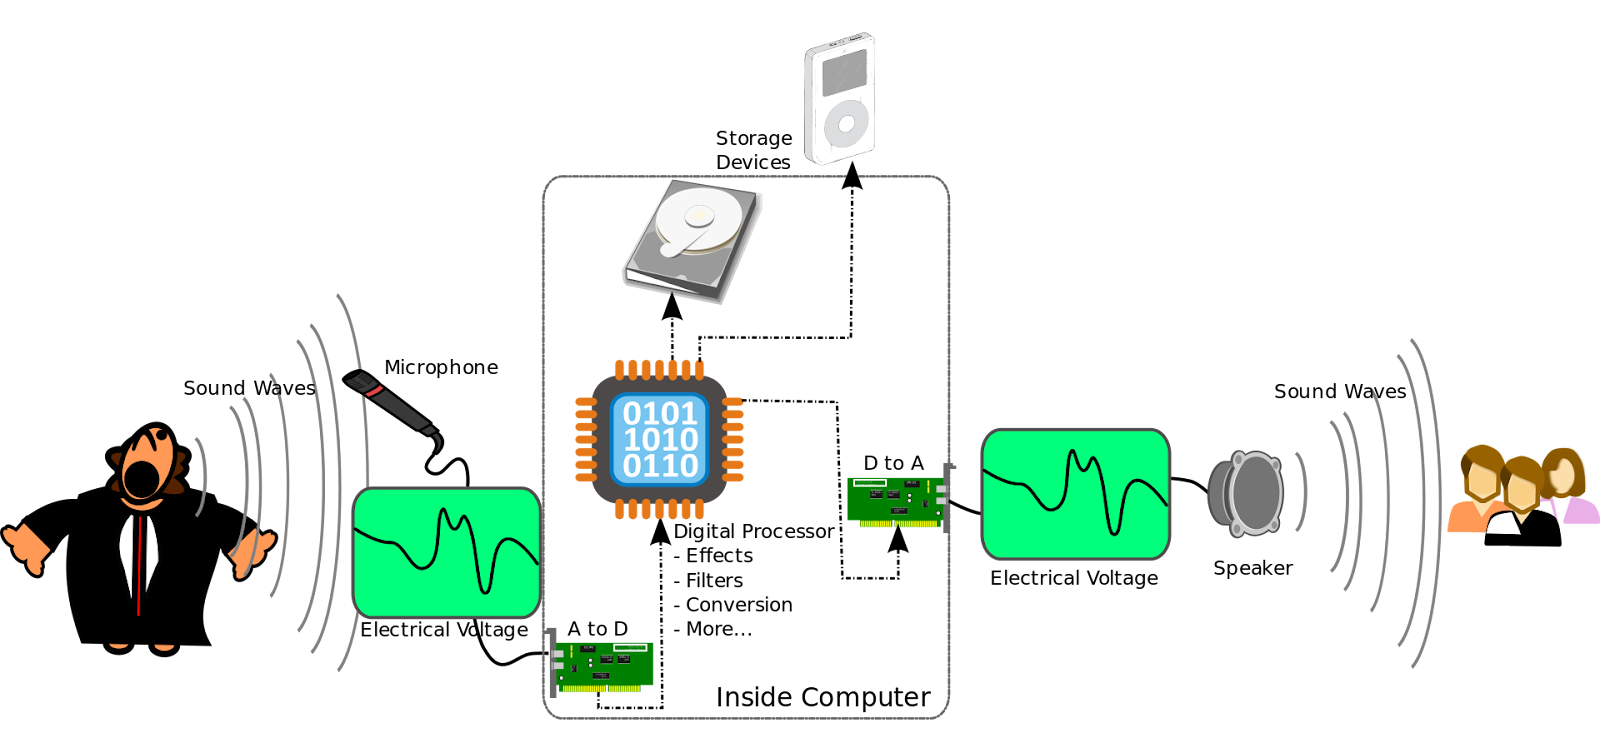 Storage
Devices
Microphone
Sound Waves
Sound Waves
0101
1010
0110
D to A
Digital Processor
- Effects
- Filters
- Conversion
- More...
Electrical Voltage
Speaker
Electrical Voltage
A to D
Inside Computer